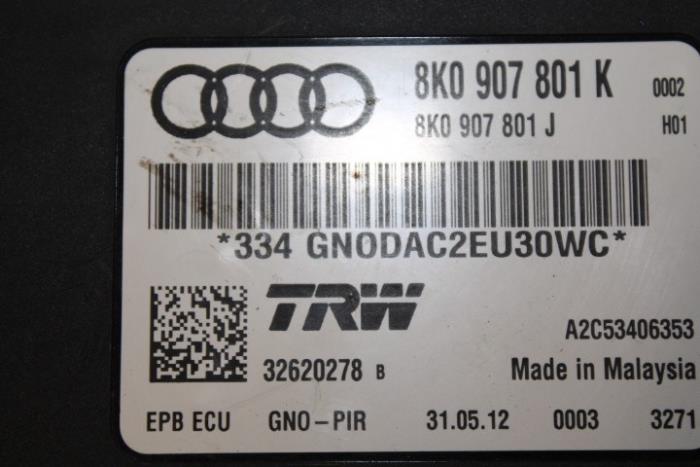 8K0 907 801 K 0002
8K0 907 801 J H01
*334 GNODAC2EU30WC*
TRW
A2C53406353
32620278 B Made in Malaysia
EPB ECU GNO-PIR 31.05.12 0003 3271